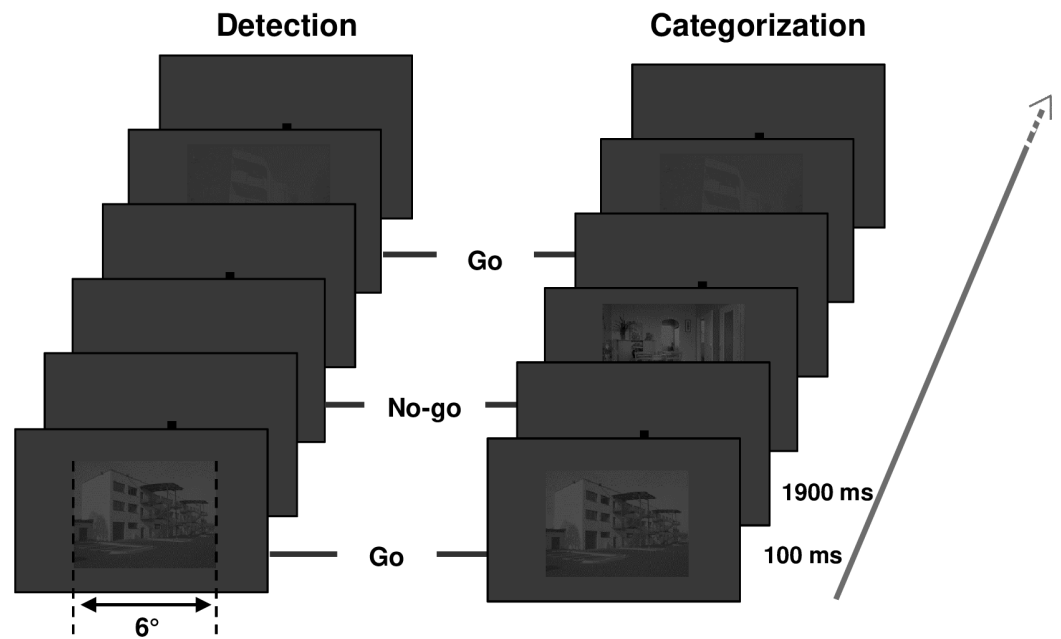 Detection
Categorization
Go
No-go
1900 ms
Go
100 ms
6°